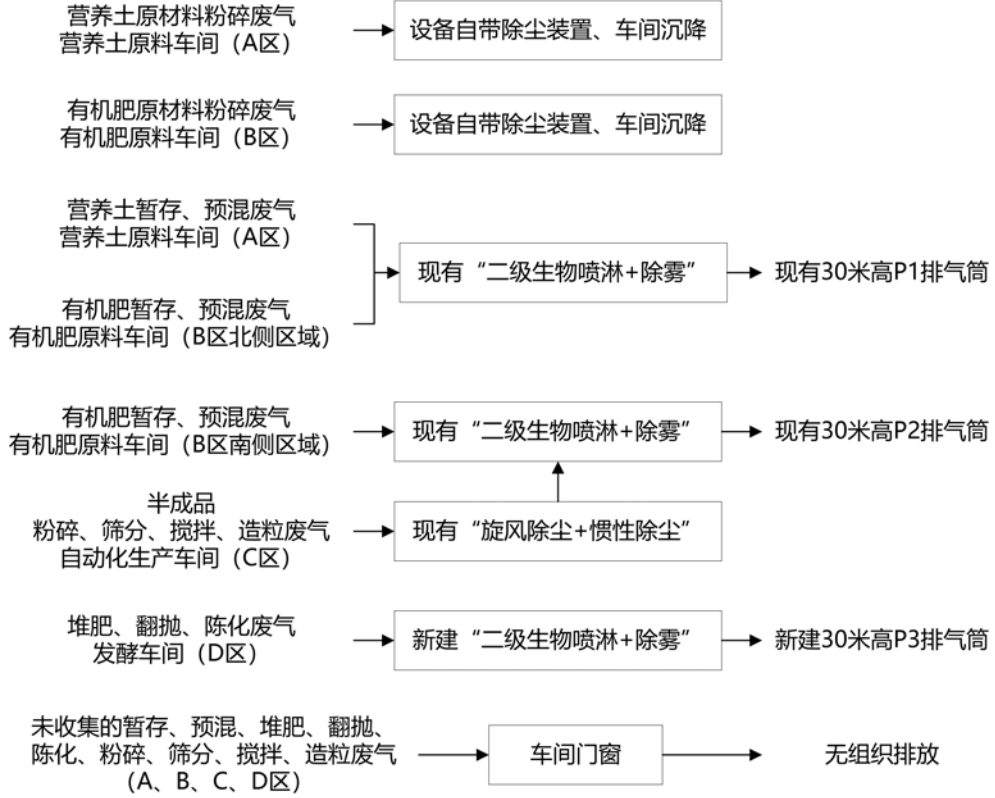 营养土原材料粉碎废气
营养土原料车间（A区）
设备自带除尘装置、车间沉降
有机肥原材料粉碎废气
有机肥原料车间（B区）
设备自带除尘装置、车间沉降
营养土暂存、预混废气
营养土原料车间（A区）
有机肥暂存、预混废气
有机肥原料车间（B区北侧区域）
现有“二级生物喷淋+除雾”
现有30米高P1排气筒
有机肥暂存、预混废气
有机肥原料车间（B区南侧区域）
现有“二级生物喷淋+除雾”
现有30米高P2排气筒
半成品
粉碎、筛分、搅拌、造粒废气
自动化生产车间（C区）
现有“旋风除尘+惯性除尘”
堆肥、翻抛、陈化废气
发酵车间（D区）
新建“二级生物喷淋+除雾”
新建30米高P3排气筒
未收集的暂存、预混、堆肥、翻抛、
陈化、粉碎、筛分、搅拌、造粒废气
（A、B、C、D区）
车间门窗
无组织排放